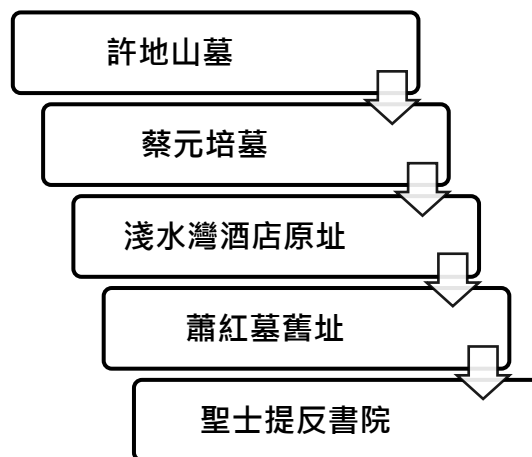 許地山墓
蔡元培墓
淺水灣酒店原址
蕭紅墓舊址
聖士提反書院